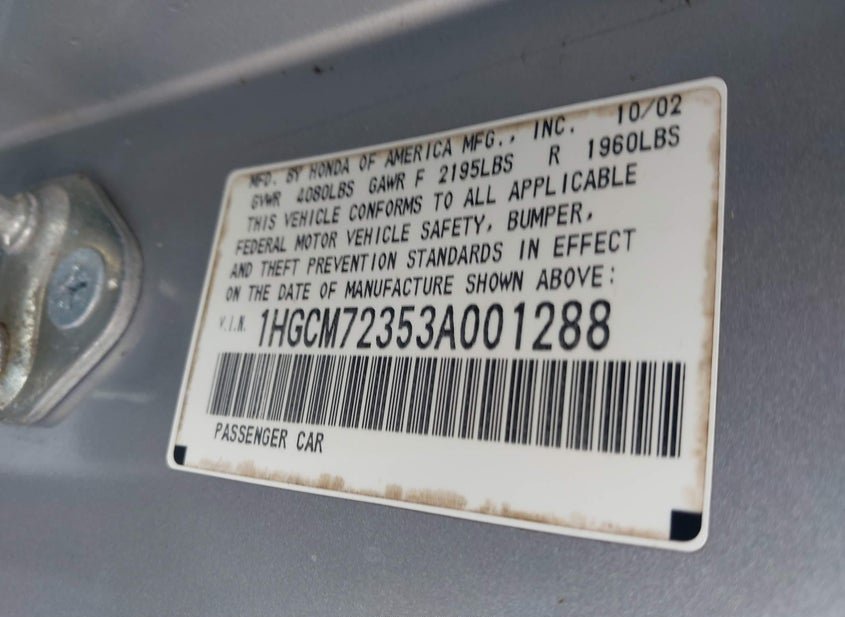 MFD. BY HONDA OF AMERICA MFG., INC. 10/02
GVWR 4080LBS GAWR F 2195LBS R 1960LBS
THIS VEHICLE CONFORMS TO ALL APPLICABLE
FEDERAL MOTOR VEHICLE SAFETY, BUMPER,
AND THEFT PREVENTION STANDARDS IN EFFECT
ON THE DATE OF MANUFACTURE SHOWN ABOVE:
V.I.N. 1HGCM72353A001288
PASSENGER CAR